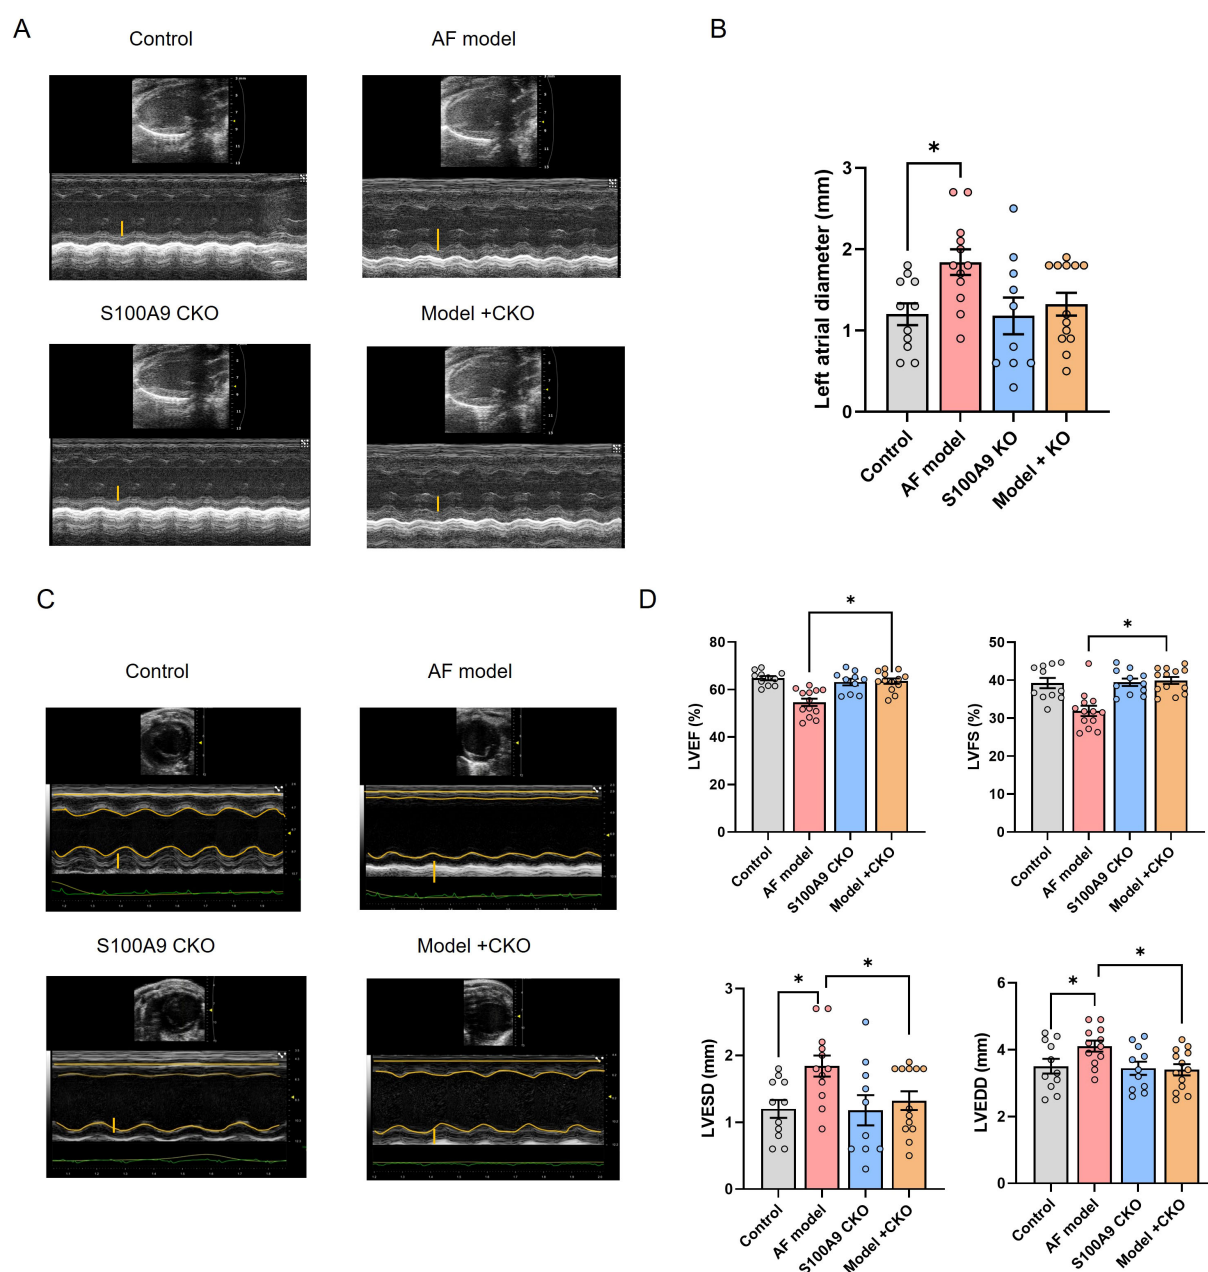 A
Control
AF model
S100A9 CKO
Model +CKO
B
*
Left atrial diameter (mm)
3
2
1
0
Control
AF model
S100A9 KO
Model + KO
C
Control
AF model
S100A9 CKO
Model +CKO
D
*
LVEF (%)
80
60
40
20
0
Control
AF model
S100A9 CKO
Model +CKO
*
LVFS (%)
50
40
30
20
10
0
Control
AF model
S100A9 CKO
Model +CKO
*
*
LVESD (mm)
3
2
1
0
Control
AF model
S100A9 CKO
Model +CKO
*
*
LVEDD (mm)
6
4
2
0
Control
AF model
S100A9 CKO
Model +CKO